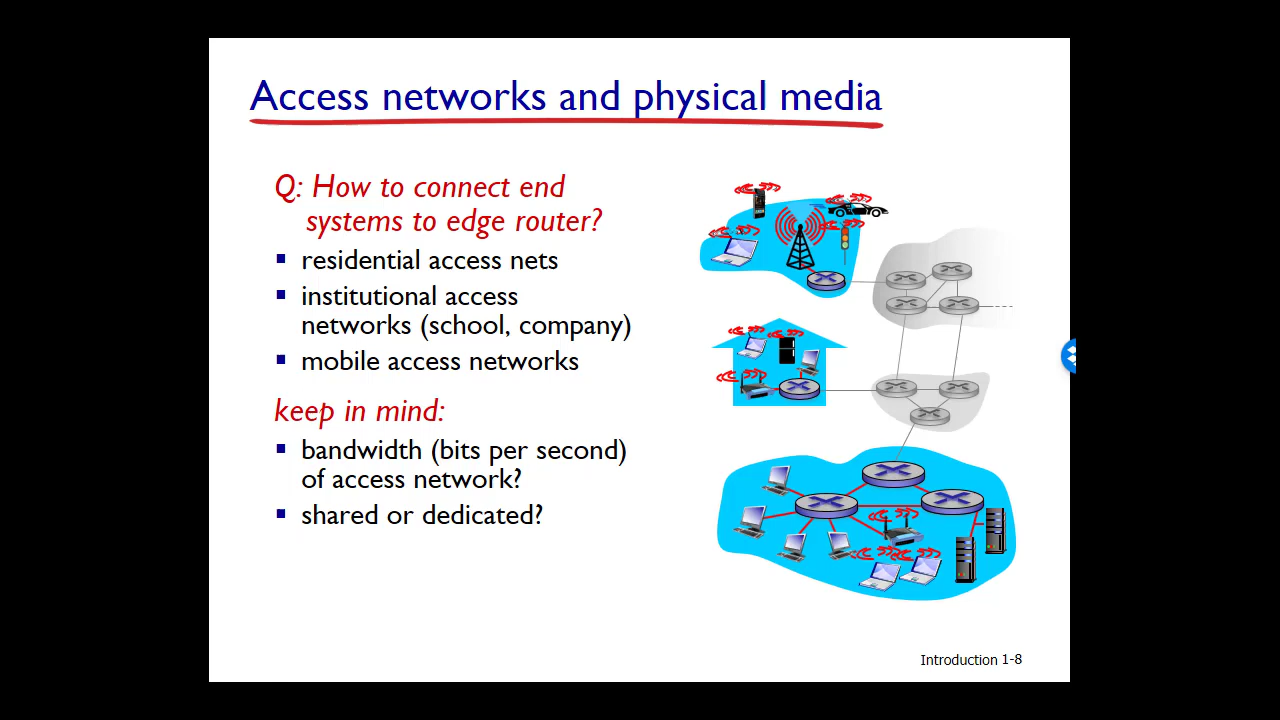 Access networks and physical media
Q: How to connect end
systems to edge router?
▪ residential access nets
▪ institutional access
networks (school, company)
▪ mobile access networks
keep in mind:
▪ bandwidth (bits per second)
of access network?
▪ shared or dedicated?
Introduction 1-8